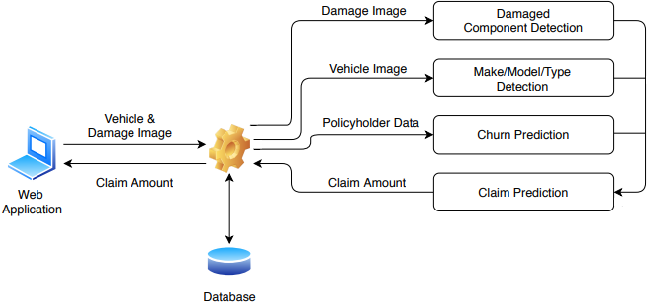 Damage Image
Damaged
Component Detection
Vehicle Image
Make/Model/Type
Detection
Vehicle &
Damage Image
Policyholder Data
Churn Prediction
Claim Amount
Claim Amount
Claim Prediction
Web
Application
Database